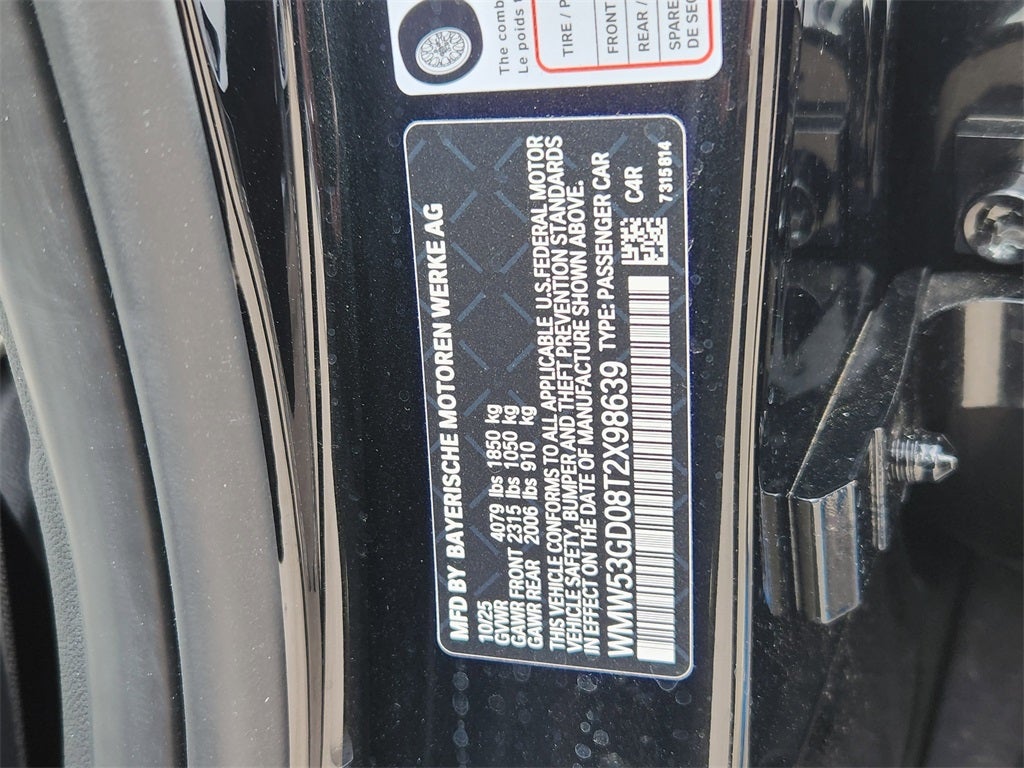 The comb
Le poids t
TIRE / P
FRONT
REAR /
SPARE
DE SEC
MFD BY BAYERISCHE MOTOREN WERKE AG
10/25
GVWR 4079 lbs 1850 kg
GAWR FRONT 2315 lbs 1050 kg
GAWR REAR 2006 lbs 910 kg
THIS VEHICLE CONFORMS TO ALL APPLICABLE U.S.FEDERAL MOTOR
VEHICLE SAFETY, BUMPER AND THEFT PREVENTION STANDARDS
IN EFFECT ON THE DATE OF MANUFACTURE SHOWN ABOVE.
WMW53GD08T2X98639 TYPE: PASSENGER CAR
C4R
7315814